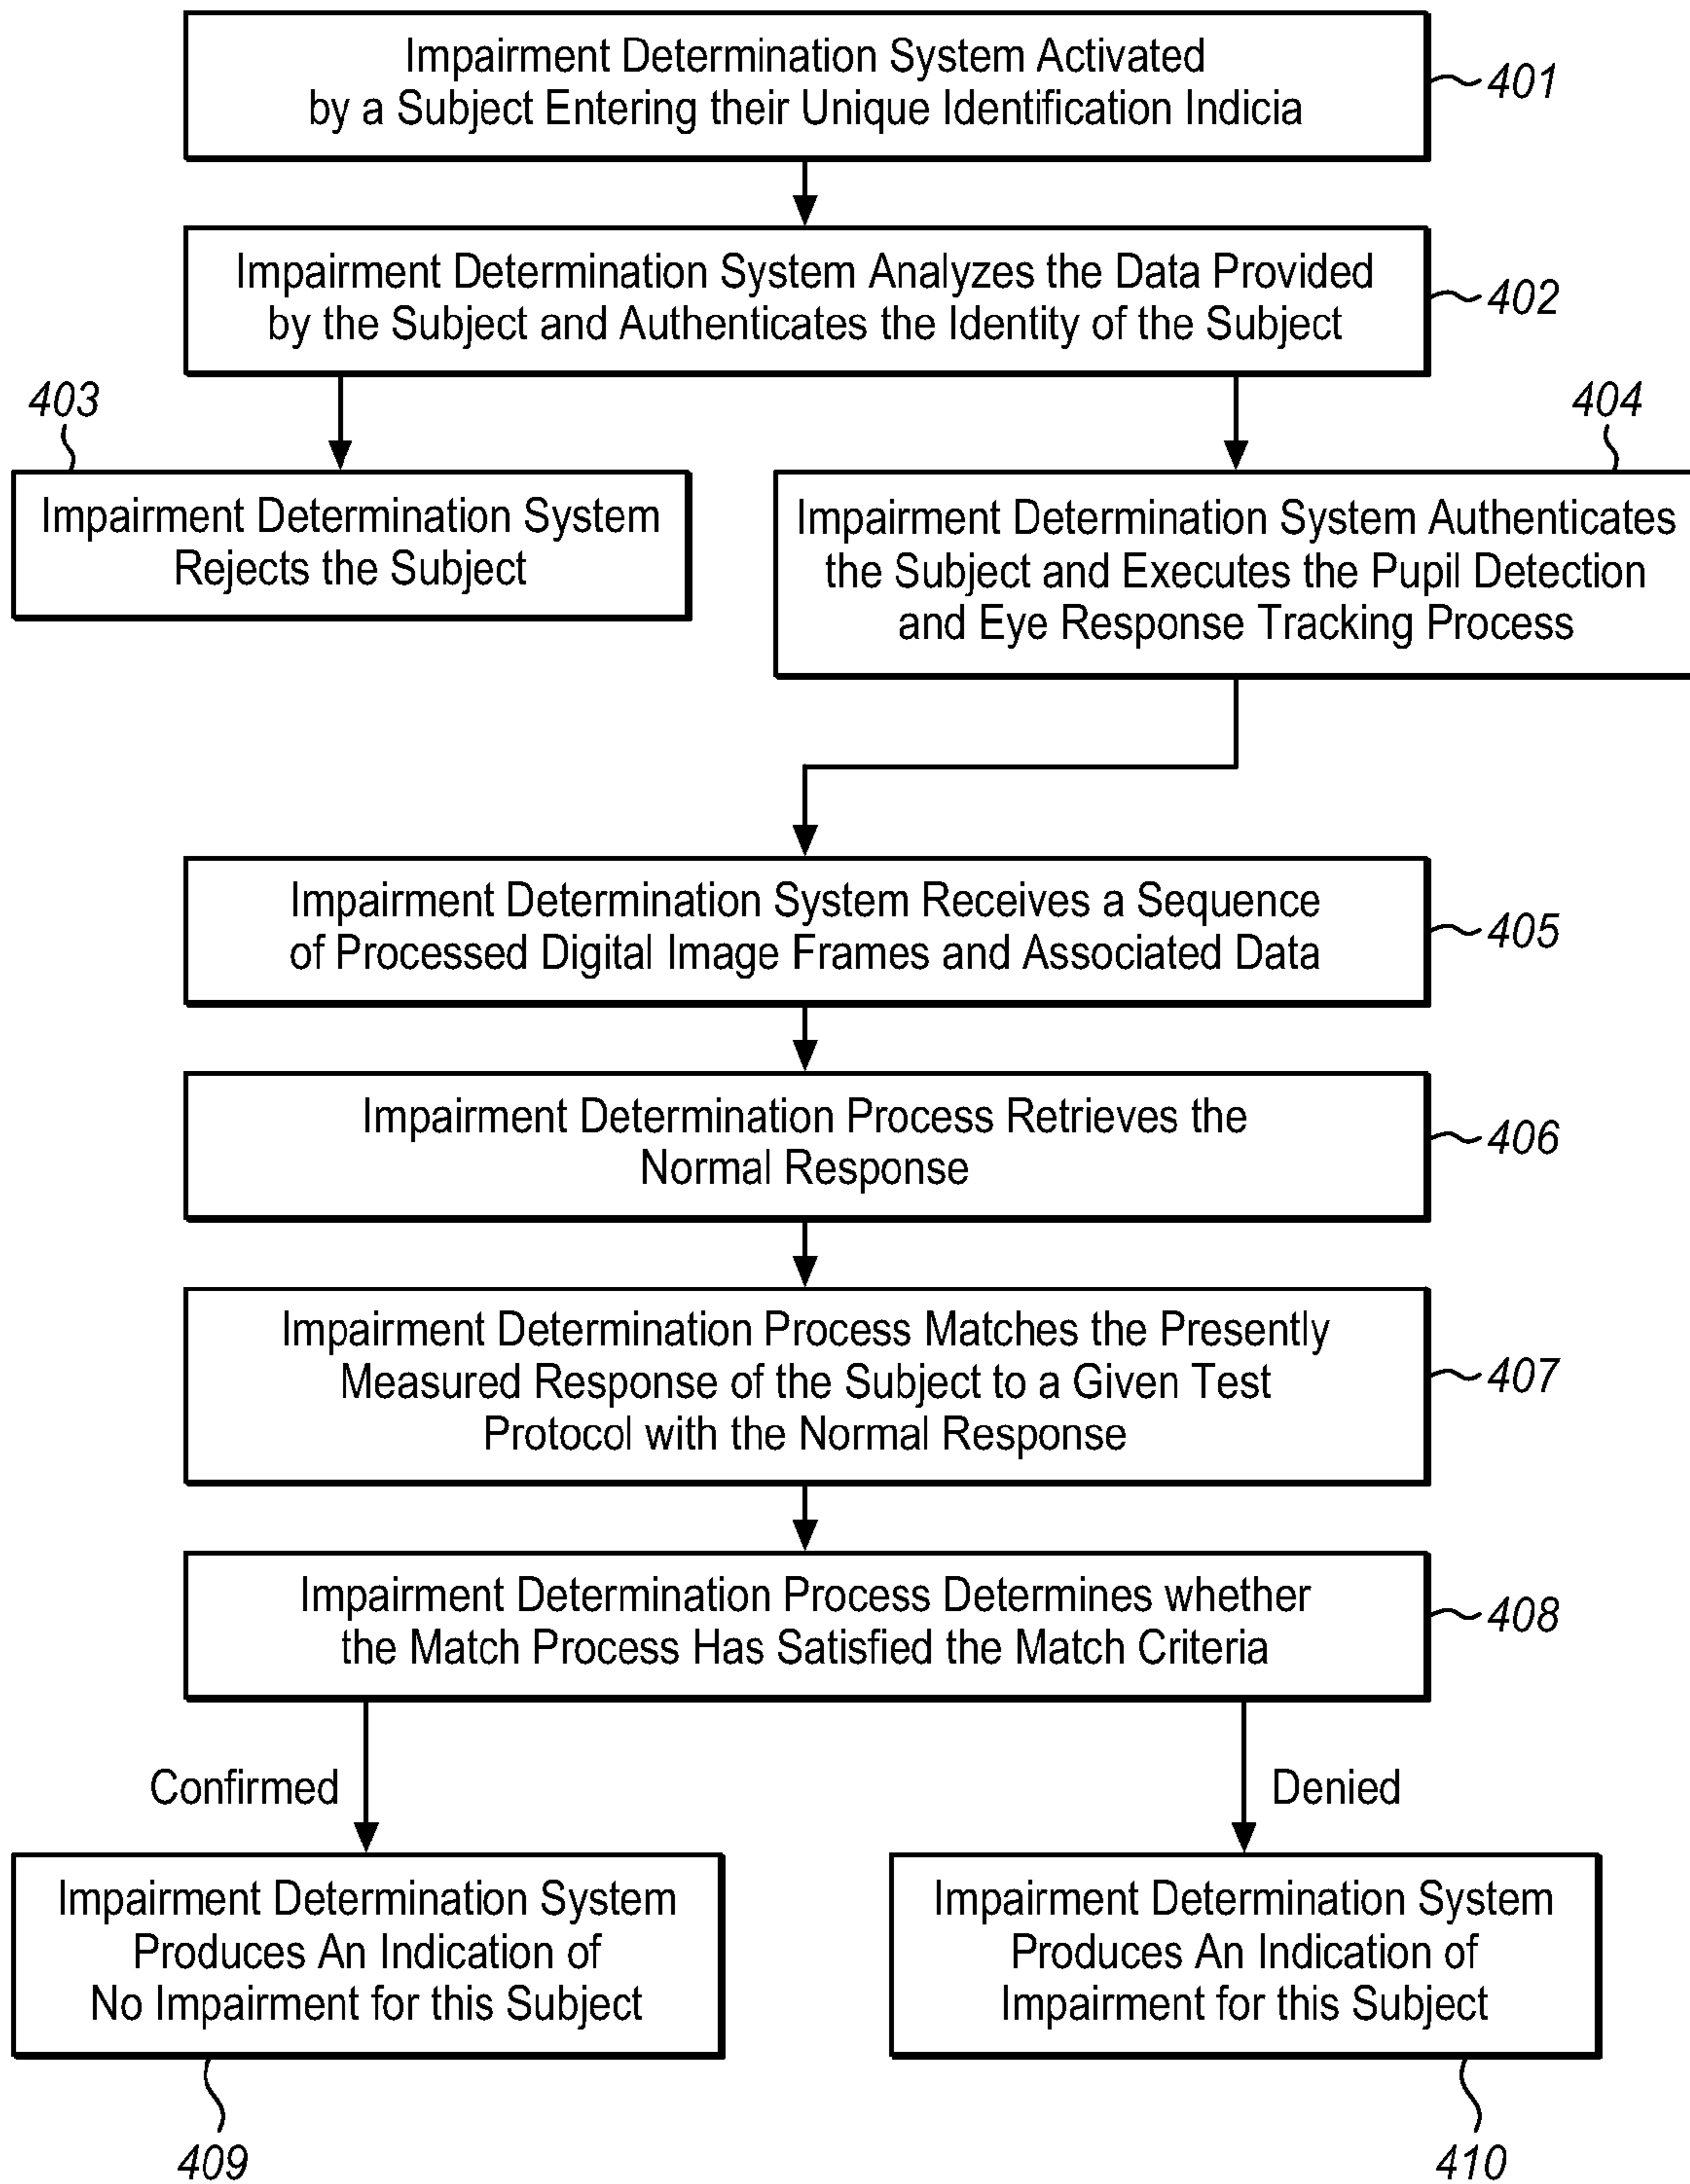 Impairment Determination System Activated
by a Subject Entering their Unique Identification Indicia
401
Impairment Determination System Analyzes the Data Provided
by the Subject and Authenticates the Identity of the Subject
402
403
404
Impairment Determination System
Rejects the Subject
Impairment Determination System Authenticates
the Subject and Executes the Pupil Detection
and Eye Response Tracking Process
Impairment Determination System Receives a Sequence
of Processed Digital Image Frames and Associated Data
405
Impairment Determination Process Retrieves the
Normal Response
406
Impairment Determination Process Matches the Presently
Measured Response of the Subject to a Given Test
Protocol with the Normal Response
407
Impairment Determination Process Determines whether
the Match Process Has Satisfied the Match Criteria
408
Confirmed
Denied
Impairment Determination System
Produces An Indication of
No Impairment for this Subject
Impairment Determination System
Produces An Indication of
Impairment for this Subject
409
410